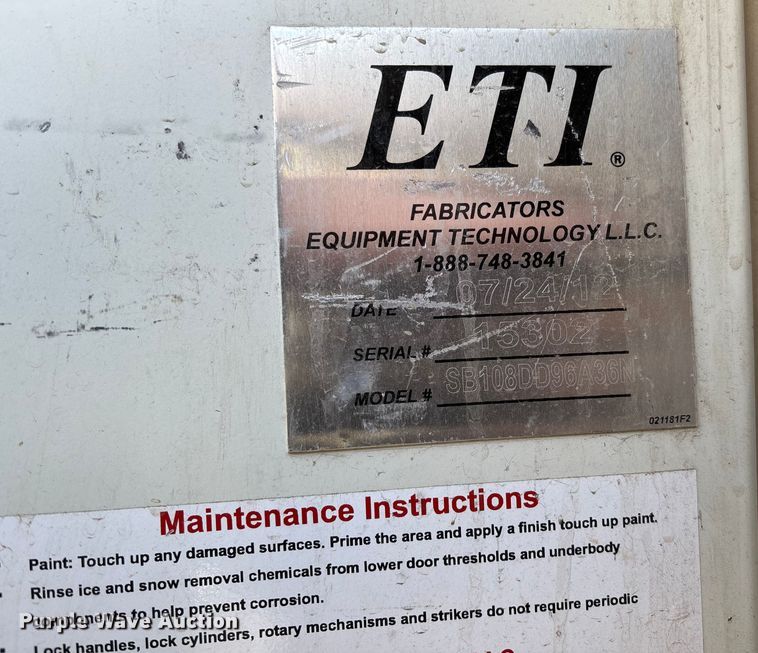 ETI®
FABRICATORS
EQUIPMENT TECHNOLOGY L.L.C.
1-888-748-3841
DATE 07/24/12
SERIAL # 15302
MODEL # SB108DD96A36N
021181F2
Maintenance Instructions
Paint: Touch up any damaged surfaces. Prime the area and apply a finish touch up paint.
Rinse ice and snow removal chemicals from lower door thresholds and underbody
components to help prevent corrosion.
Lock handles, lock cylinders, rotary mechanisms and strikers do not require periodic
Purple Wave Auction